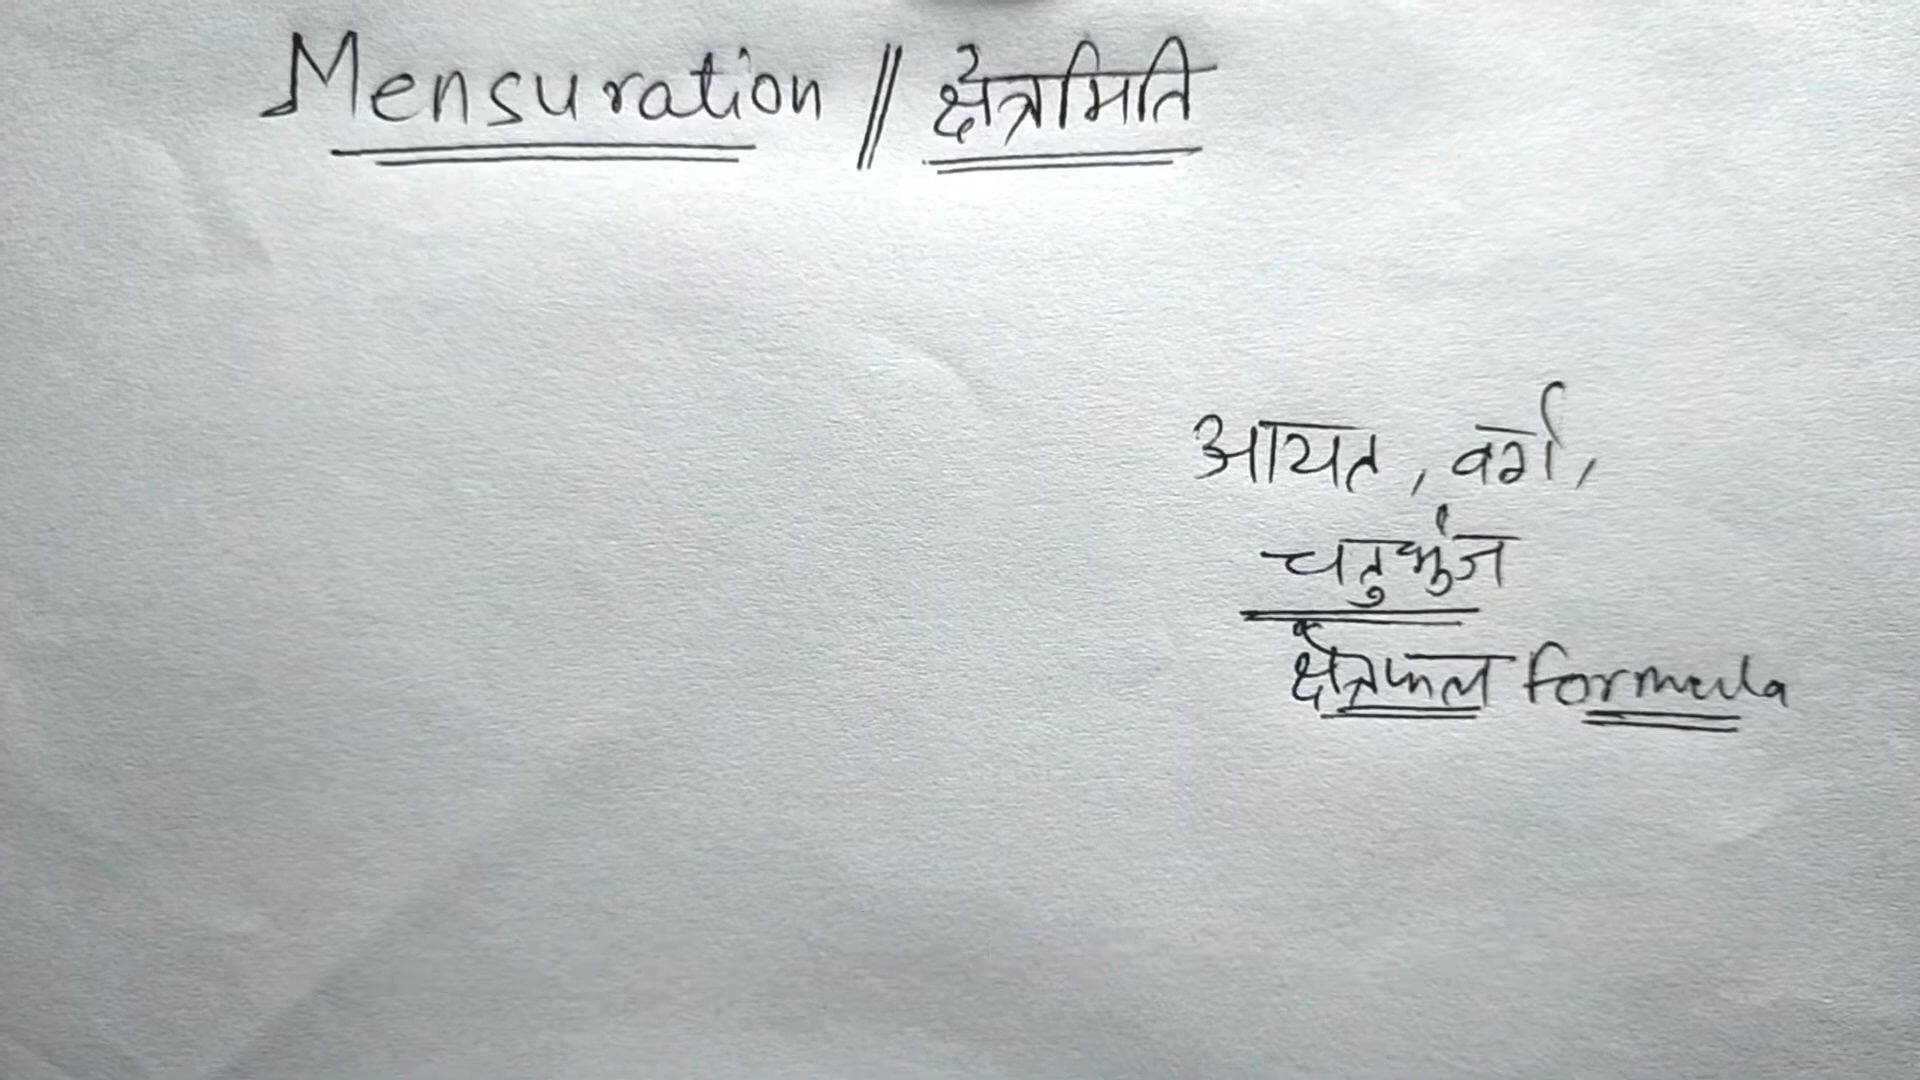 Mensuration // क्षेत्रमिति
आयत, वर्ग,
चतुर्भुज
क्षेत्रफल formula